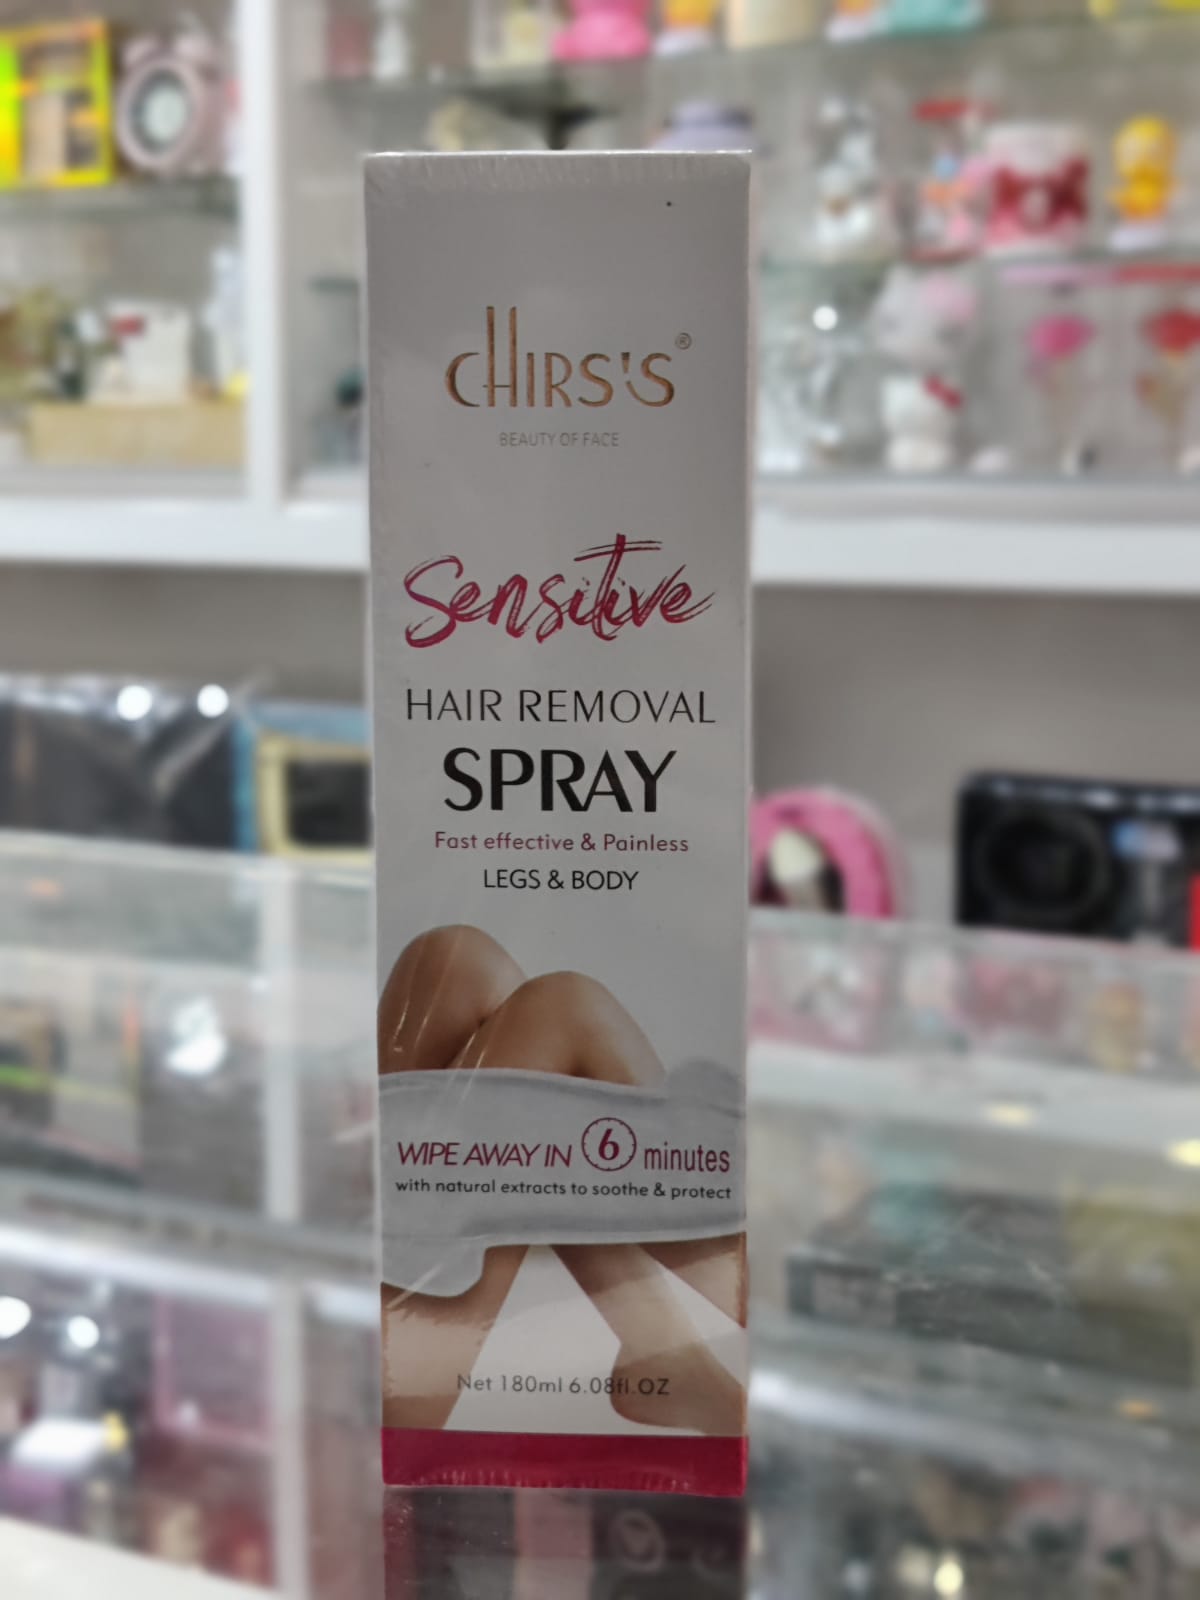 CHIRS'S®
BEAUTY OF FACE
Sensitive
HAIR REMOVAL
SPRAY
Fast effective & Painless
LEGS & BODY
WIPE AWAY IN 6 minutes
with natural extracts to soothe & protect
Net 180ml 6.08fl.OZ